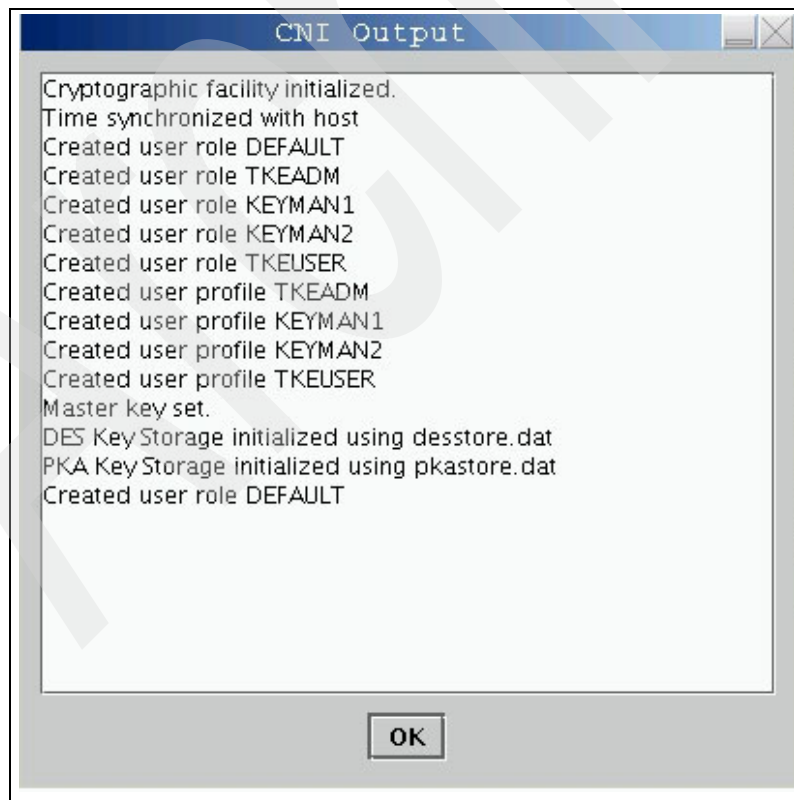 CNI Output
Cryptographic facility initialized.
Time synchronized with host
Created user role DEFAULT
Created user role TKEADM
Created user role KEYMAN1
Created user role KEYMAN2
Created user role TKEUSER
Created user profile TKEADM
Created user profile KEYMAN1
Created user profile KEYMAN2
Created user profile TKEUSER
Master key set.
DES Key Storage initialized using desstore.dat
PKA Key Storage initialized using pkastore.dat
Created user role DEFAULT
OK